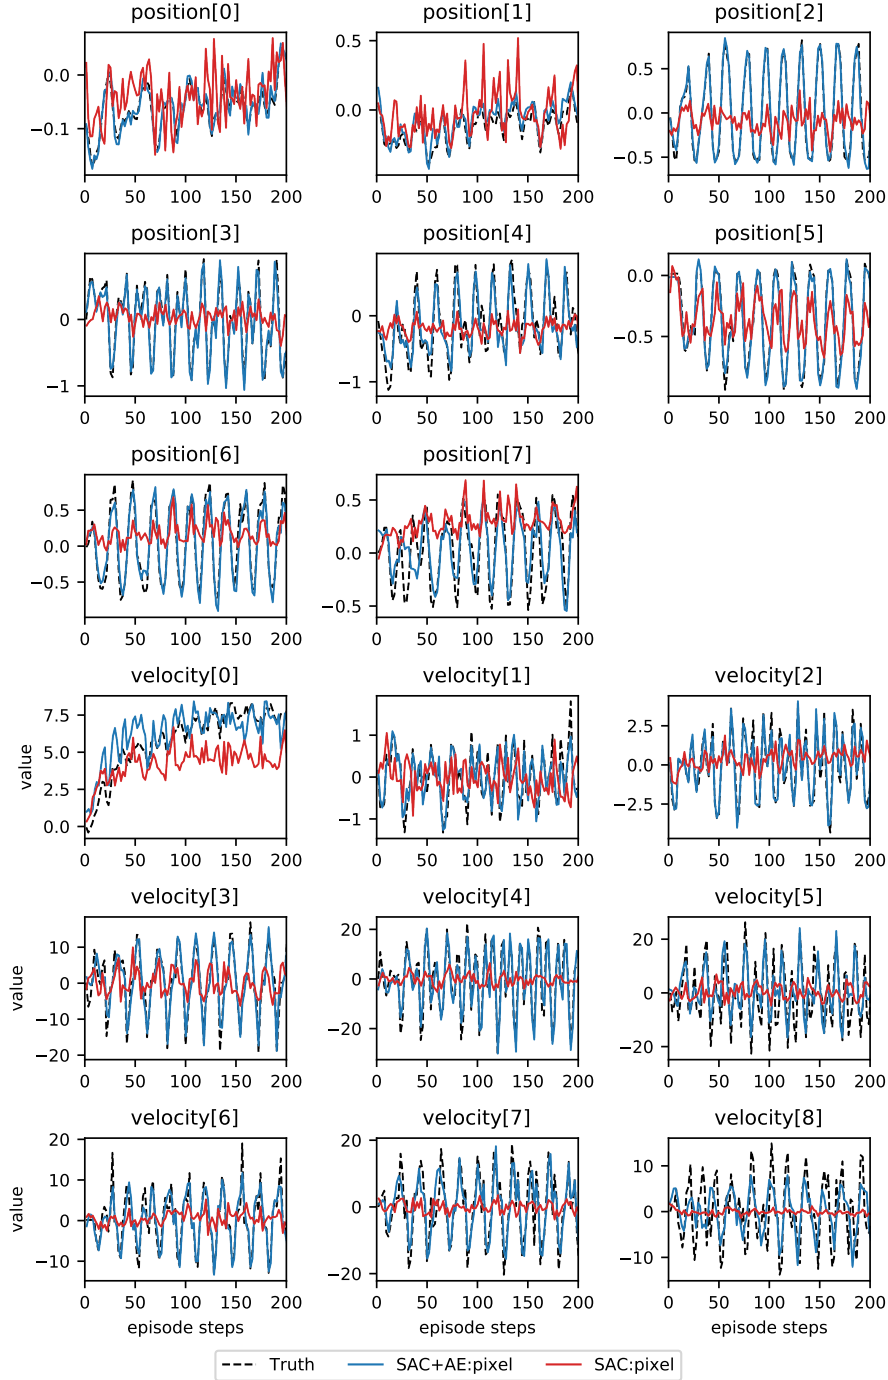 position[0] position[1] position[2]
0.0 −0.1 0.5 0.0 0.5 0.0 −0.5
0 50 100 150 200 0 50 100 150 200 0 50 100 150 200
position[3] position[4] position[5]
0 −1 0 −1 0.0 −0.5
0 50 100 150 200 0 50 100 150 200 0 50 100 150 200
position[6] position[7]
0.5 0.0 −0.5 0.5 0.0 −0.5
0 50 100 150 200 0 50 100 150 200
velocity[0] velocity[1] velocity[2]
value 7.5 5.0 2.5 0.0 1 0 −1 2.5 0.0 −2.5
0 50 100 150 200 0 50 100 150 200 0 50 100 150 200
velocity[3] velocity[4] velocity[5]
value 10 0 −10 −20 20 0 −20 20 0 −20
0 50 100 150 200 0 50 100 150 200 0 50 100 150 200
velocity[6] velocity[7] velocity[8]
value 20 10 0 −10 20 0 −20 10 0 −10
0 50 100 150 200 0 50 100 150 200 0 50 100 150 200
episode steps episode steps episode steps
Truth SAC+AE:pixel SAC:pixel